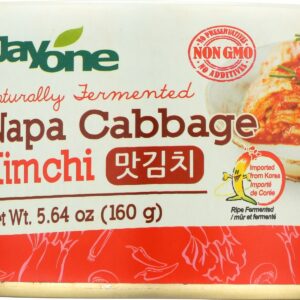 Jayone
NO PRESERVATIVES
NON GMO
NO ADDITIVES
Naturally Fermented
Napa Cabbage
Kimchi 맛김치
Net Wt. 5.64 oz (160 g)
Imported
from Korea
Importé
de Corée
Ripe Fermented
/ mûr et fermenté